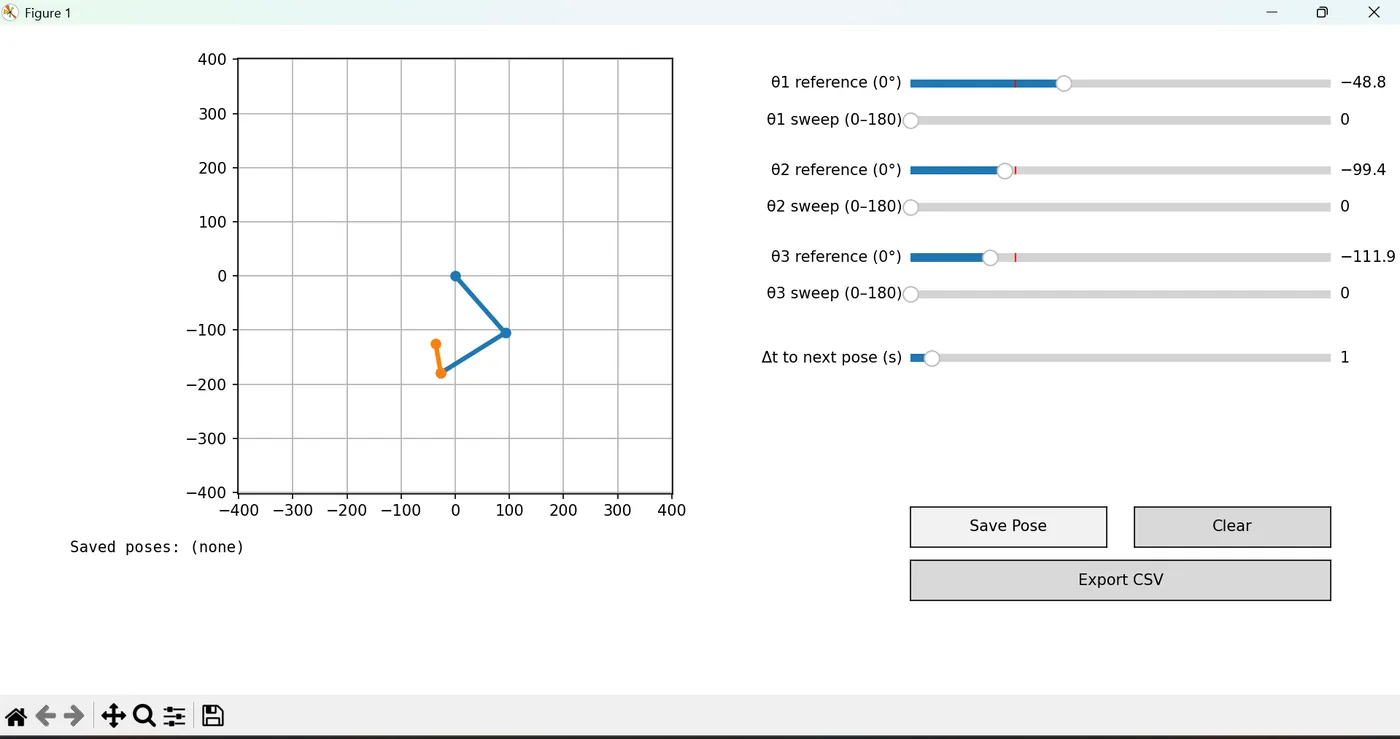 Figure 1
400
300
200
100
0
−100
−200
−300
−400
−400 −300 −200 −100 0 100 200 300 400
Saved poses: (none)
θ1 reference (0°) −48.8
θ1 sweep (0–180) 0
θ2 reference (0°) −99.4
θ2 sweep (0–180) 0
θ3 reference (0°) −111.9
θ3 sweep (0–180) 0
Δt to next pose (s) 1
Save Pose Clear
Export CSV